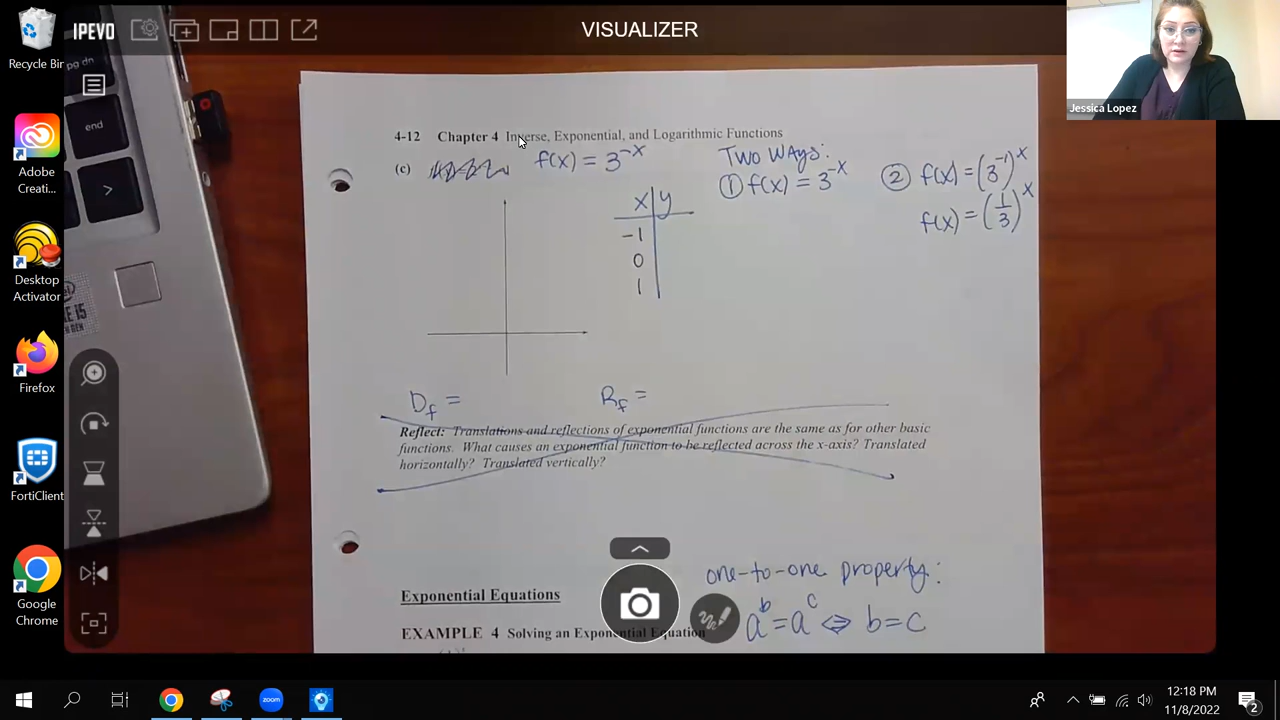 Recycle Bin
IPEVO
VISUALIZER
Jessica Lopez
pg dn
end
>
Adobe
Creati...
Desktop
Activator
Firefox
FortiClient
Google
Chrome
4-12 Chapter 4 Inverse, Exponential, and Logarithmic Functions
(c) f(x) = 3^-x
Two ways:
① f(x) = 3^-x
② f(x) = (3^-1)^x
f(x) = (1/3)^x
x | y
-1
0
1
D_f =
R_f =
Reflect: Translations and reflections of exponential functions are the same as for other basic
functions. What causes an exponential function to be reflected across the x-axis? Translated
horizontally? Translated vertically?
one-to-one property:
a^b = a^c ⇔ b = c
Exponential Equations
EXAMPLE 4 Solving an Exponential Equation
zoom
12:18 PM
11/8/2022
2